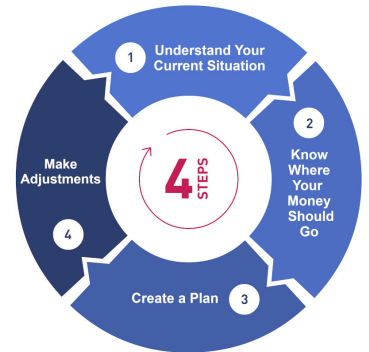 1
Understand Your
Current Situation
2
Know
Where
Your
Money
Should
Go
3
Create a Plan
4
Make
Adjustments
4
STEPS